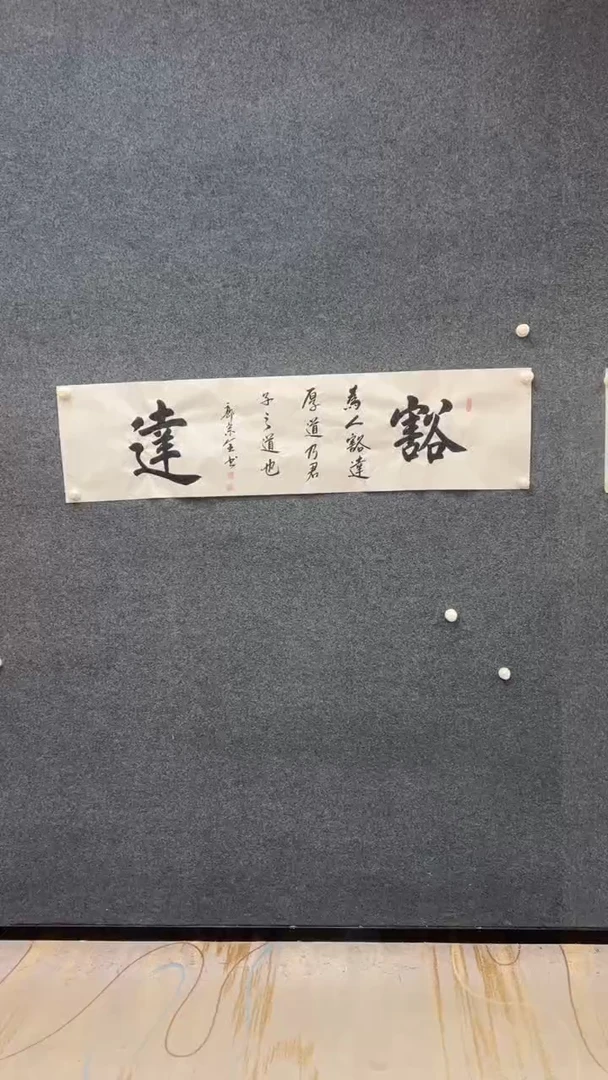 豁
為人豁達
厚道乃君
子之道也
達